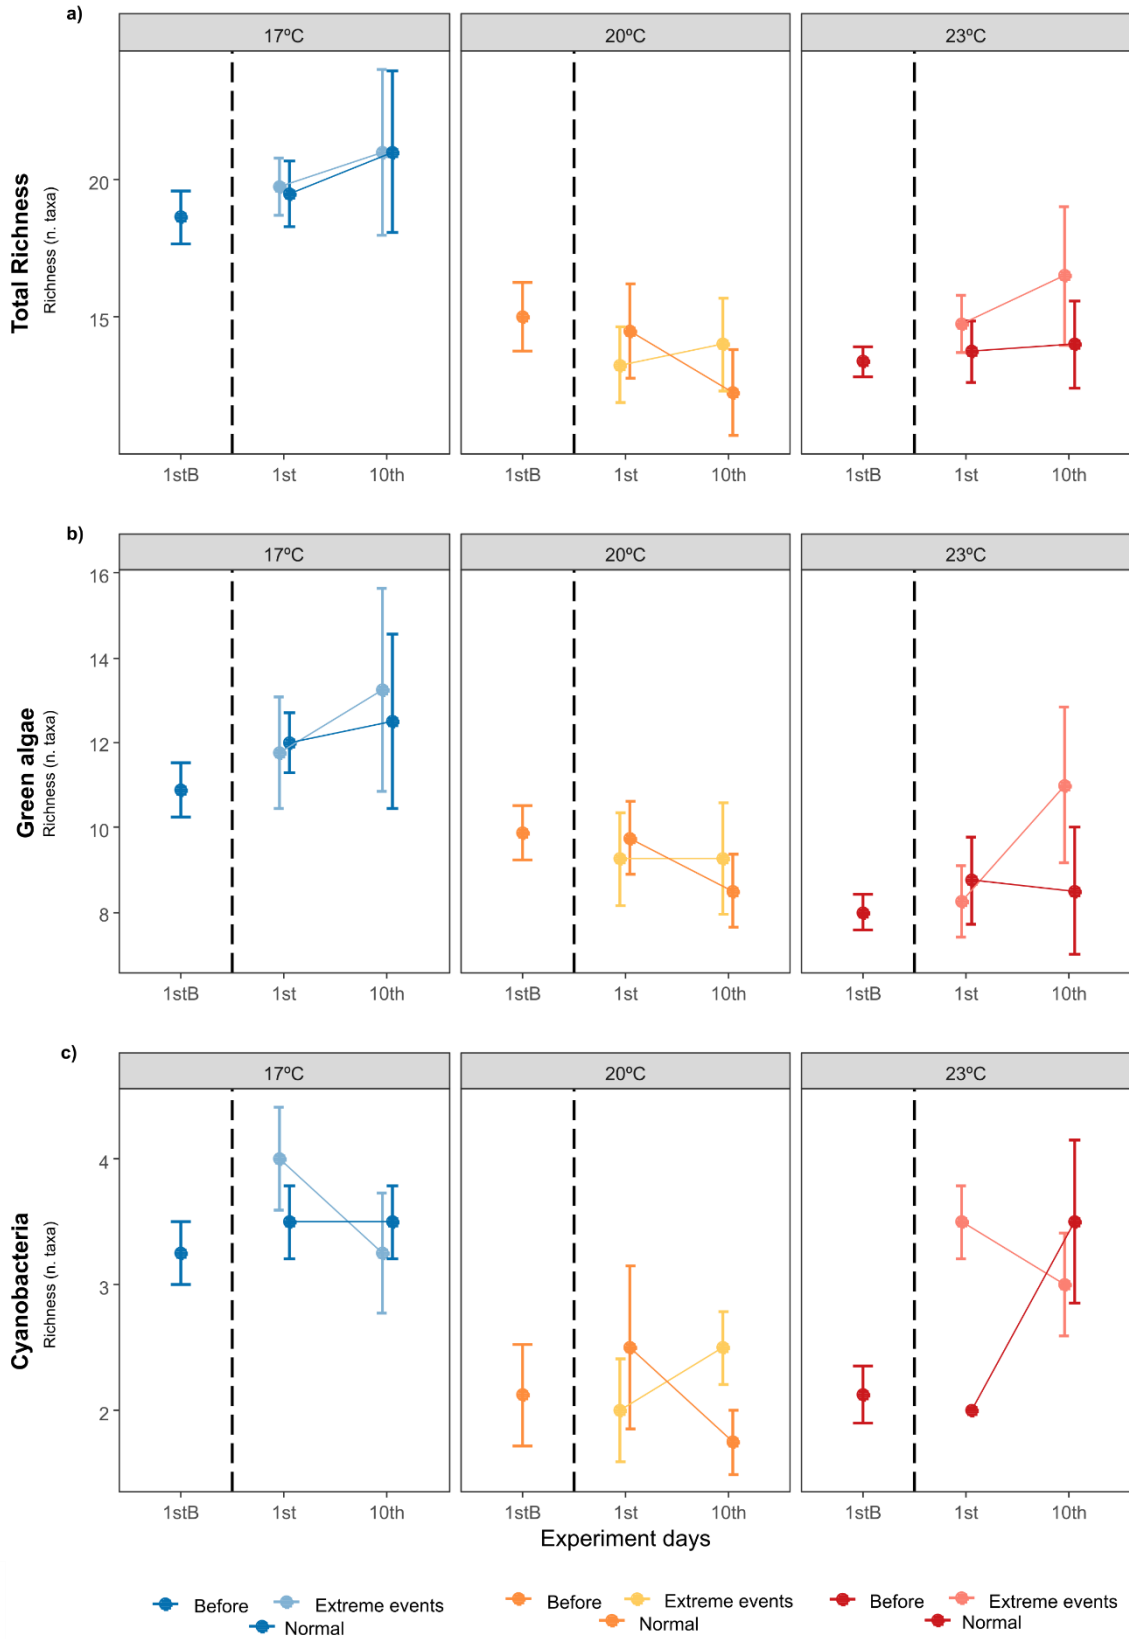 a)
17ºC 20ºC 23ºC
Total Richness
Richness (n. taxa)
20
15
1stB 1st 10th 1stB 1st 10th 1stB 1st 10th
b)
17ºC 20ºC 23ºC
Green algae
Richness (n. taxa)
16
14
12
10
8
1stB 1st 10th 1stB 1st 10th 1stB 1st 10th
c)
17ºC 20ºC 23ºC
Cyanobacteria
Richness (n. taxa)
4
3
2
1stB 1st 10th 1stB 1st 10th 1stB 1st 10th
Experiment days
Before Extreme events Before Extreme events Before Extreme events
Normal Normal Normal